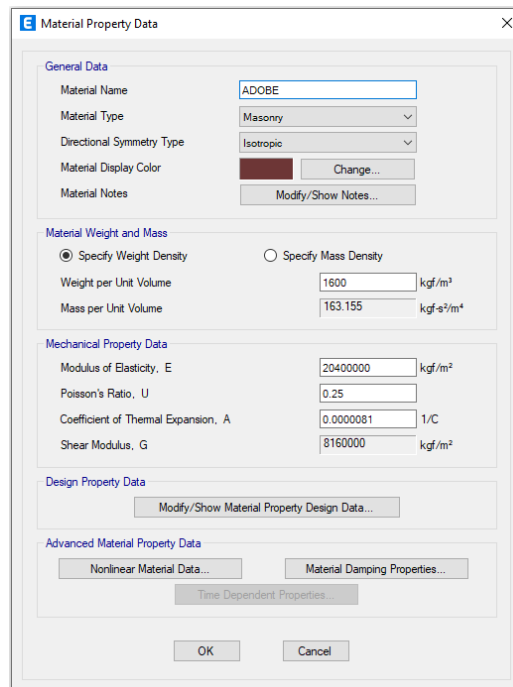 E Material Property Data
General Data
Material Name ADOBE
Material Type Masonry
Directional Symmetry Type Isotropic
Material Display Color Change...
Material Notes Modify/Show Notes...
Material Weight and Mass
Specify Weight Density Specify Mass Density
Weight per Unit Volume 1600 kgf/m³
Mass per Unit Volume 163.155 kgf-s²/m⁴
Mechanical Property Data
Modulus of Elasticity, E 20400000 kgf/m²
Poisson's Ratio, U 0.25
Coefficient of Thermal Expansion, A 0.0000081 1/C
Shear Modulus, G 8160000 kgf/m²
Design Property Data
Modify/Show Material Property Design Data...
Advanced Material Property Data
Nonlinear Material Data... Material Damping Properties...
Time Dependent Properties...
OK Cancel